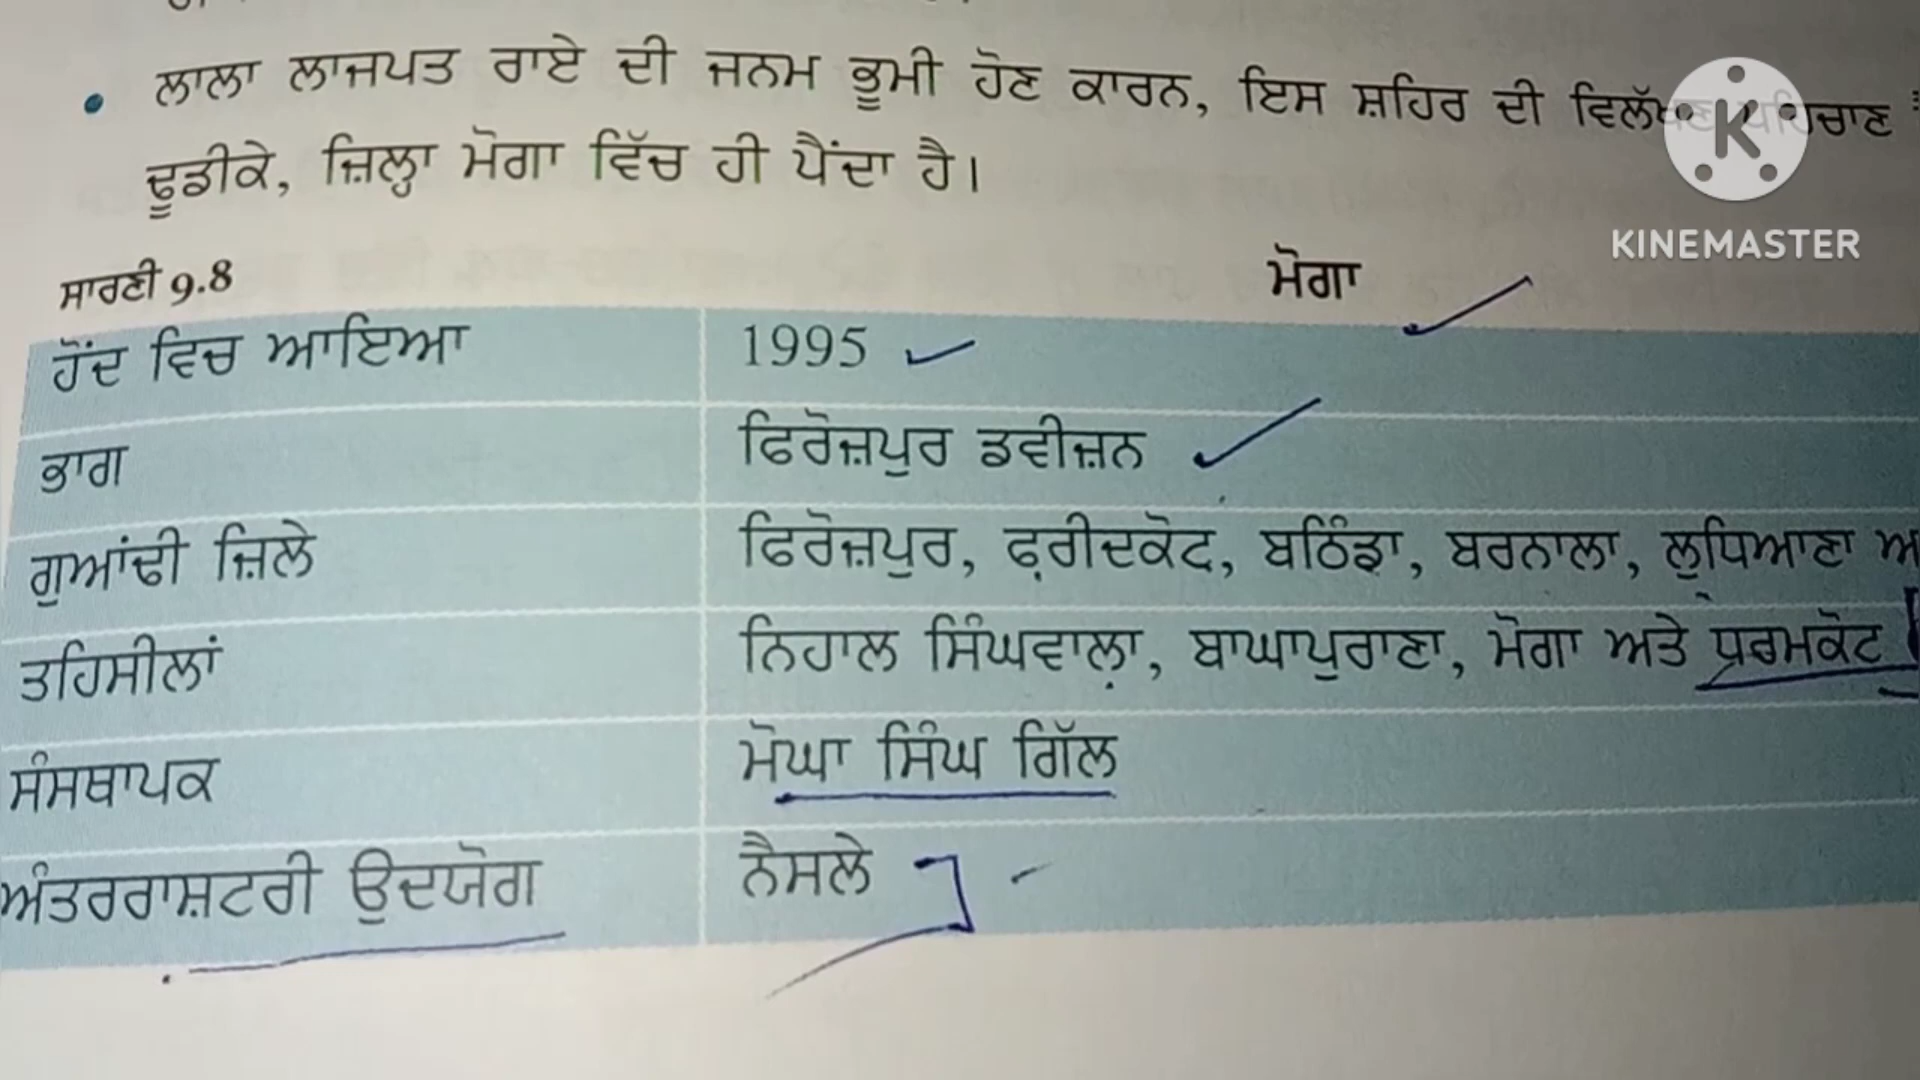 ਲਾਲਾ ਲਾਜਪਤ ਰਾਏ ਦੀ ਜਨਮ ਭੂਮੀ ਹੋਣ ਕਾਰਨ, ਇਸ ਸ਼ਹਿਰ ਦੀ
ਢੂਡੀਕੇ, ਜ਼ਿਲ੍ਹਾ ਮੋਗਾ ਵਿੱਚ ਹੀ ਪੈਂਦਾ ਹੈ।
KINEMASTER
ਸਾਰਣੀ 9.8 ਮੋਗਾ
ਹੋਂਦ ਵਿਚ ਆਇਆ 1995
ਭਾਗ ਫਿਰੋਜ਼ਪੁਰ ਡਵੀਜ਼ਨ
ਗੁਆਂਢੀ ਜ਼ਿਲੇ ਫਿਰੋਜ਼ਪੁਰ, ਫ਼ਰੀਦਕੋਟ, ਬਠਿੰਡਾ, ਬਰਨਾਲਾ, ਲੁਧਿਆਣਾ
ਤਹਿਸੀਲਾਂ ਨਿਹਾਲ ਸਿੰਘਵਾਲਾ, ਬਾਘਾਪੁਰਾਣਾ, ਮੋਗਾ ਅਤੇ ਧਰਮਕੋਟ
ਸੰਸਥਾਪਕ ਮੋਘਾ ਸਿੰਘ ਗਿੱਲ
ਅੰਤਰਰਾਸ਼ਟਰੀ ਉਦਯੋਗ ਨੈਸਲੇ